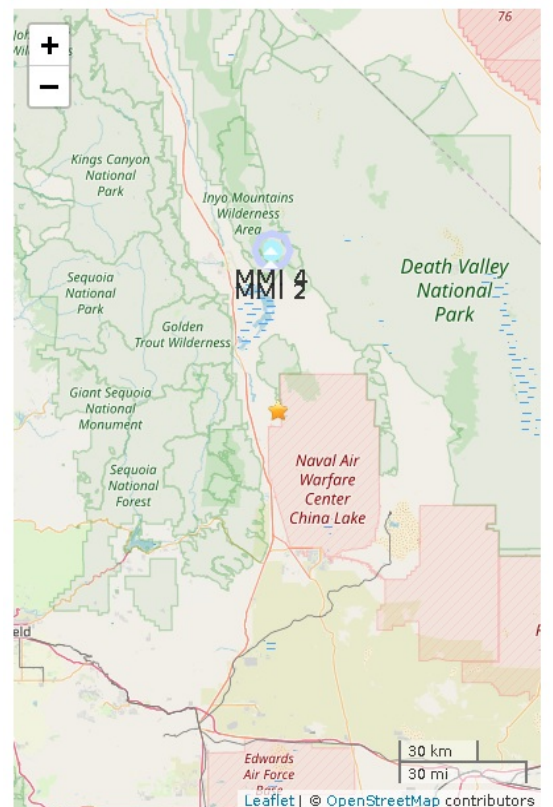 76
+
−
Kings Canyon
National
Park
Inyo Mountains
Wilderness
Area
MMI 4
MMI 2
Death Valley
National
Park
Sequoia
National
Park
Golden
Trout Wilderness
Giant Sequoia
National
Monument
Sequoia
National
Forest
Naval Air
Warfare
Center
China Lake
eld
30 km
30 mi
Edwards
Air Force
Base
Leaflet | © OpenStreetMap contributors